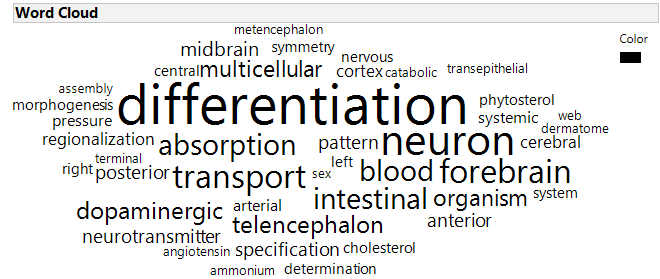 Word Cloud
Color
metencephalon
midbrain symmetry
nervous
central multicellular cortex catabolic transepithelial
assembly
morphogenesis differentiation phytosterol
pressure systemic web
dermatome
regionalization absorption pattern neuron cerebral
terminal left
right posterior transport sex blood forebrain
intestinal organism system
dopaminergic arterial
telencephalon anterior
neurotransmitter
angiotensin specification cholesterol
ammonium determination